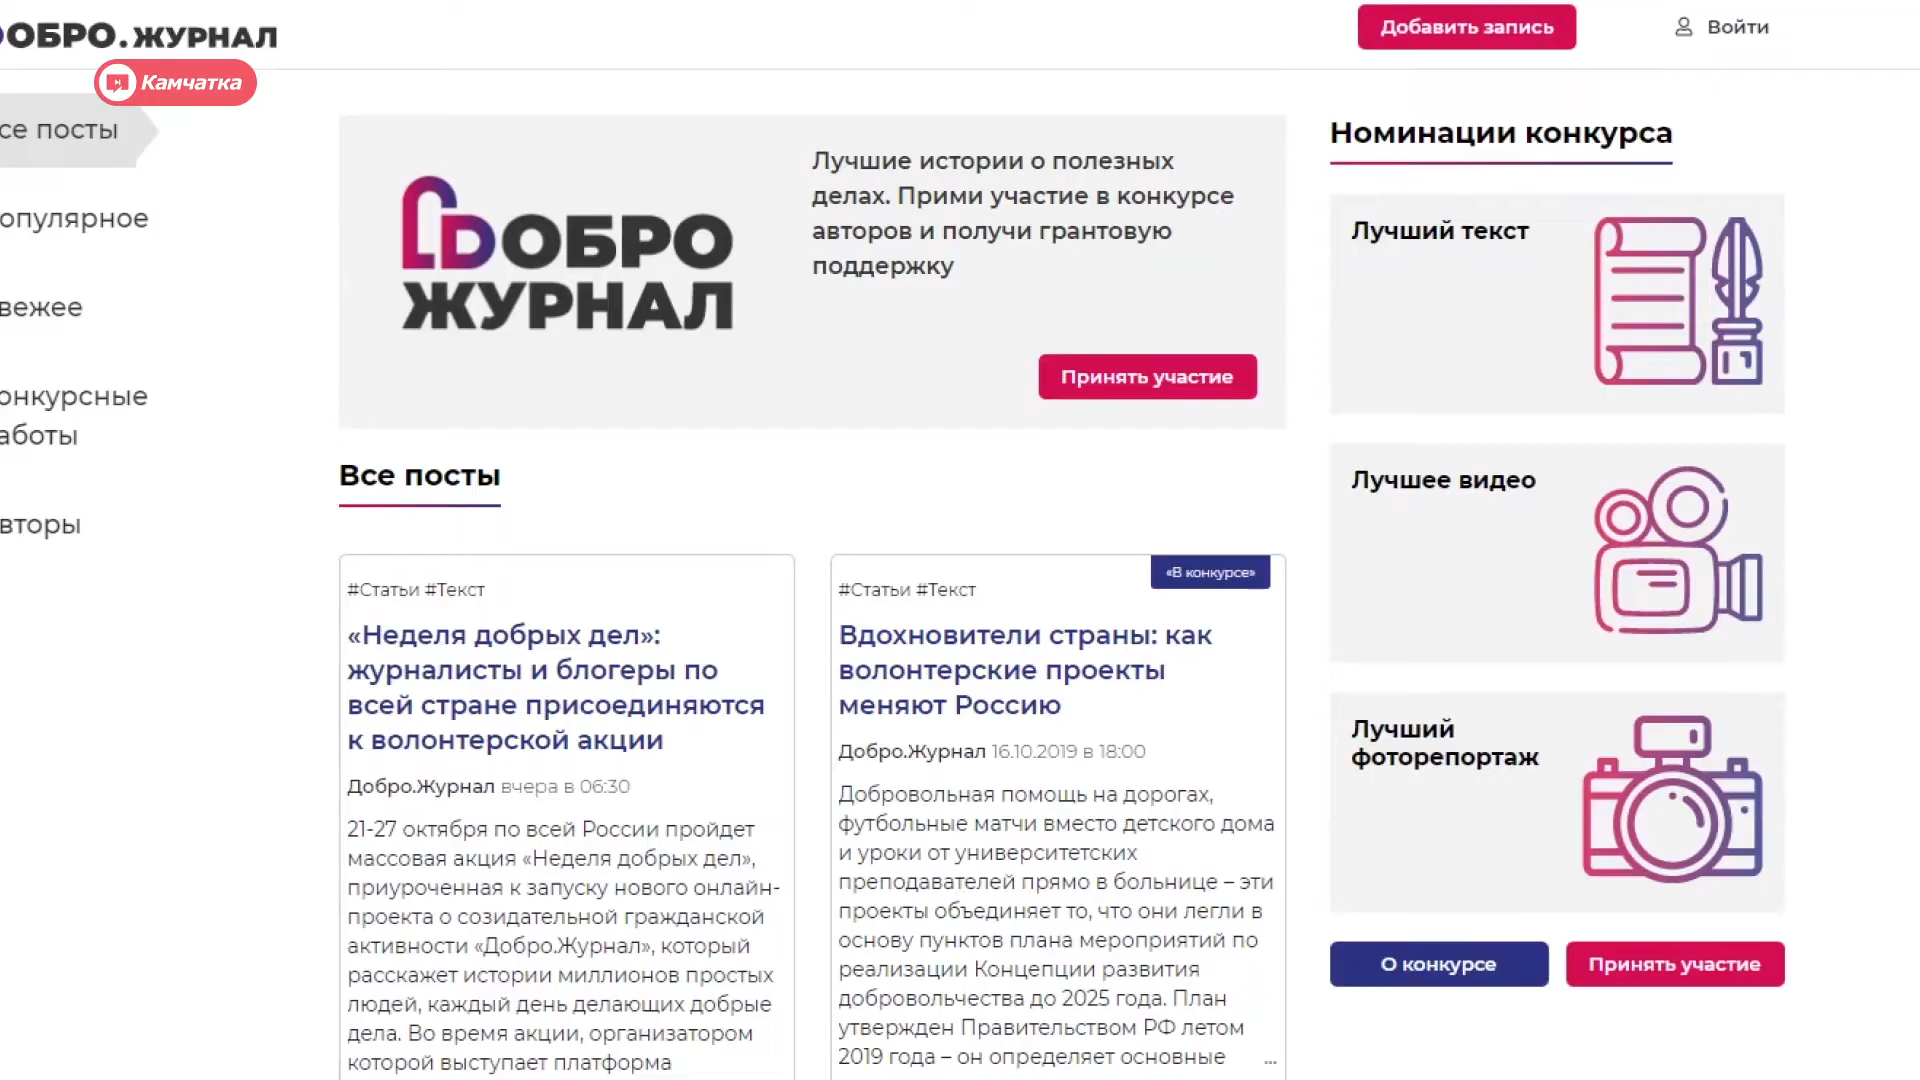 ДОБРО.ЖУРНАЛ
Добавить запись
Войти
Камчатка
се посты
опулярное
вежее
онкурсные
аботы
вторы
ДОБРО
ЖУРНАЛ
Лучшие истории о полезных
делах. Прими участие в конкурсе
авторов и получи грантовую
поддержку
Принять участие
Все посты
#Статьи #Текст
«Неделя добрых дел»:
журналисты и блогеры по
всей стране присоединяются
к волонтерской акции
Добро.Журнал вчера в 06:30
21-27 октября по всей России пройдет
массовая акция «Неделя добрых дел»,
приуроченная к запуску нового онлайн-
проекта о созидательной гражданской
активности «Добро.Журнал», который
расскажет истории миллионов простых
людей, каждый день делающих добрые
дела. Во время акции, организатором
которой выступает платформа
«В конкурсе»
#Статьи #Текст
Вдохновители страны: как
волонтерские проекты
меняют Россию
Добро.Журнал 16.10.2019 в 18:00
Добровольная помощь на дорогах,
футбольные матчи вместо детского дома
и уроки от университетских
преподавателей прямо в больнице – эти
проекты объединяет то, что они легли в
основу пунктов плана мероприятий по
реализации Концепции развития
добровольчества до 2025 года. План
утвержден Правительством РФ летом
2019 года – он определяет основные ...
Номинации конкурса
Лучший текст
Лучшее видео
Лучший
фоторепортаж
О конкурсе
Принять участие